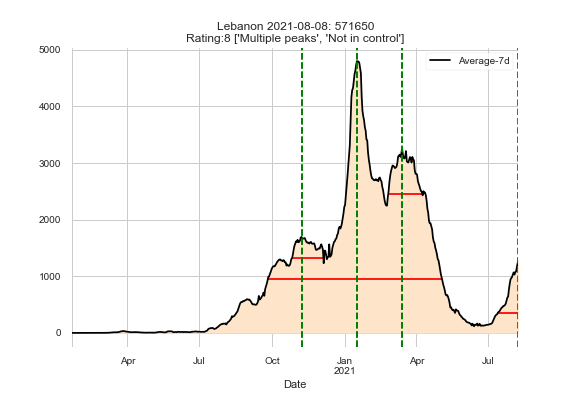 Lebanon 2021-08-08: 571650
Rating:8 ['Multiple peaks', 'Not in control']
Average-7d
5000
4000
3000
2000
1000
0
Apr
Jul
Oct
Jan
2021
Apr
Jul
Date